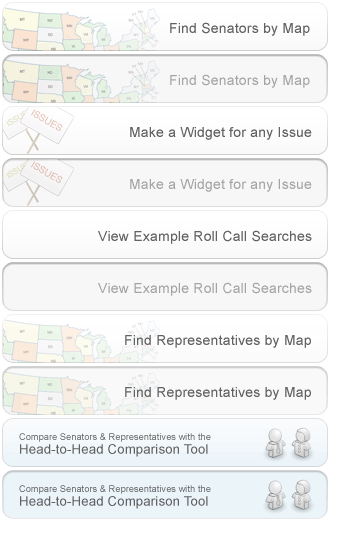 Find Senators by Map
Find Senators by Map
ISSUES
Make a Widget for any Issue
ISSUES
Make a Widget for any Issue
View Example Roll Call Searches
View Example Roll Call Searches
Find Representatives by Map
Find Representatives by Map
Compare Senators & Representatives with the
Head-to-Head Comparison Tool
Compare Senators & Representatives with the
Head-to-Head Comparison Tool